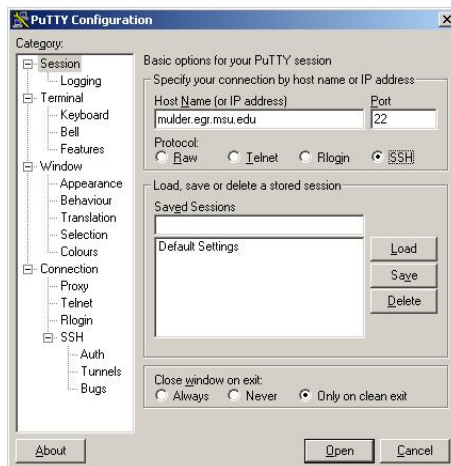 PuTTY Configuration
Category:
Session
Logging
Terminal
Keyboard
Bell
Features
Window
Appearance
Behaviour
Translation
Selection
Colours
Connection
Proxy
Telnet
Rlogin
SSH
Auth
Tunnels
Bugs
Basic options for your PuTTY session
Specify your connection by host name or IP address
Host Name (or IP address) Port
mulder.egr.msu.edu 22
Protocol:
Raw Telnet Rlogin SSH
Load, save or delete a stored session
Saved Sessions
Default Settings
Load
Save
Delete
Close window on exit:
Always Never Only on clean exit
About Open Cancel